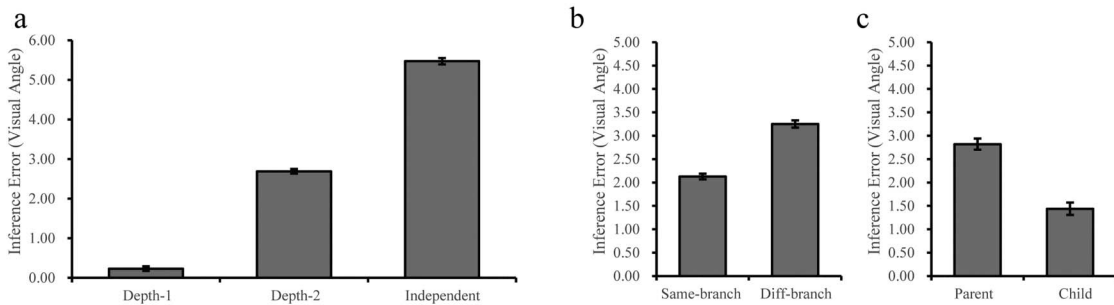 a
Inference Error (Visual Angle)
6.00
5.00
4.00
3.00
2.00
1.00
0.00
Depth-1
Depth-2
Independent
b
Inference Error (Visual Angle)
5.00
4.50
4.00
3.50
3.00
2.50
2.00
1.50
1.00
0.50
0.00
Same-branch
Diff-branch
c
Inference Error (Visual Angle)
5.00
4.50
4.00
3.50
3.00
2.50
2.00
1.50
1.00
0.50
0.00
Parent
Child